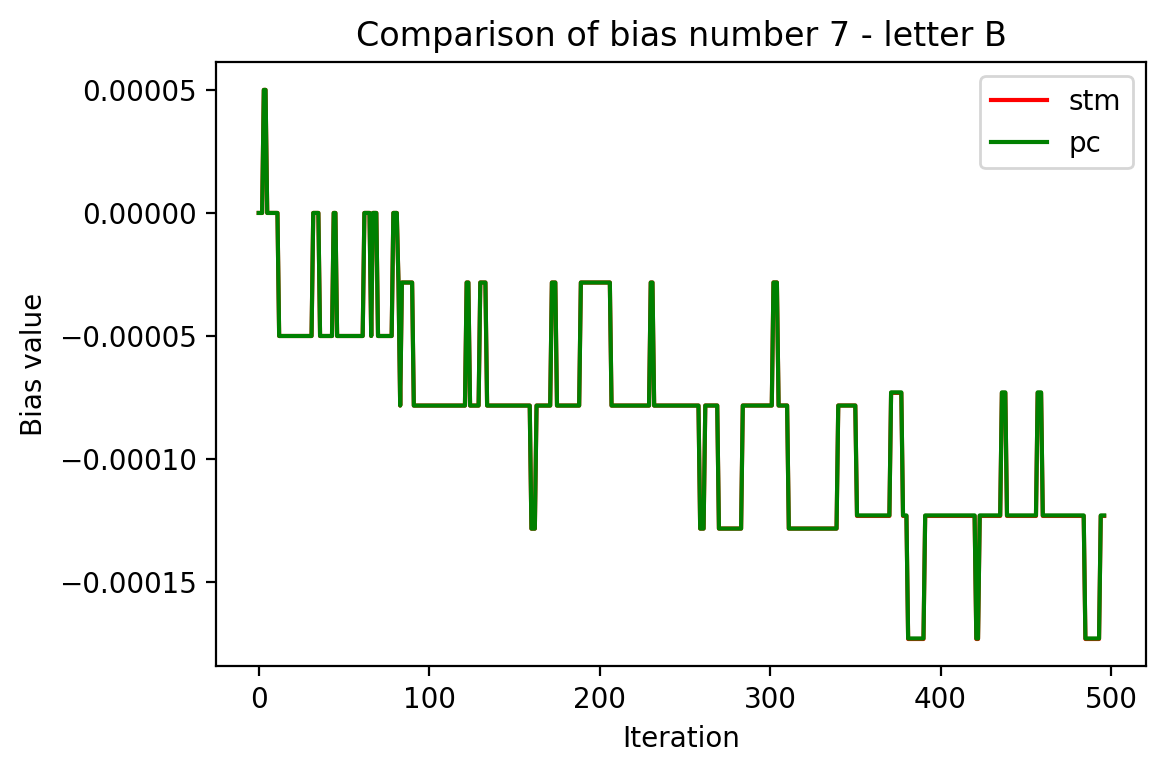 Comparison of bias number 7 - letter B
stm
pc
0.00005
0.00000
−0.00005
−0.00010
−0.00015
Bias value
0
100
200
300
400
500
Iteration